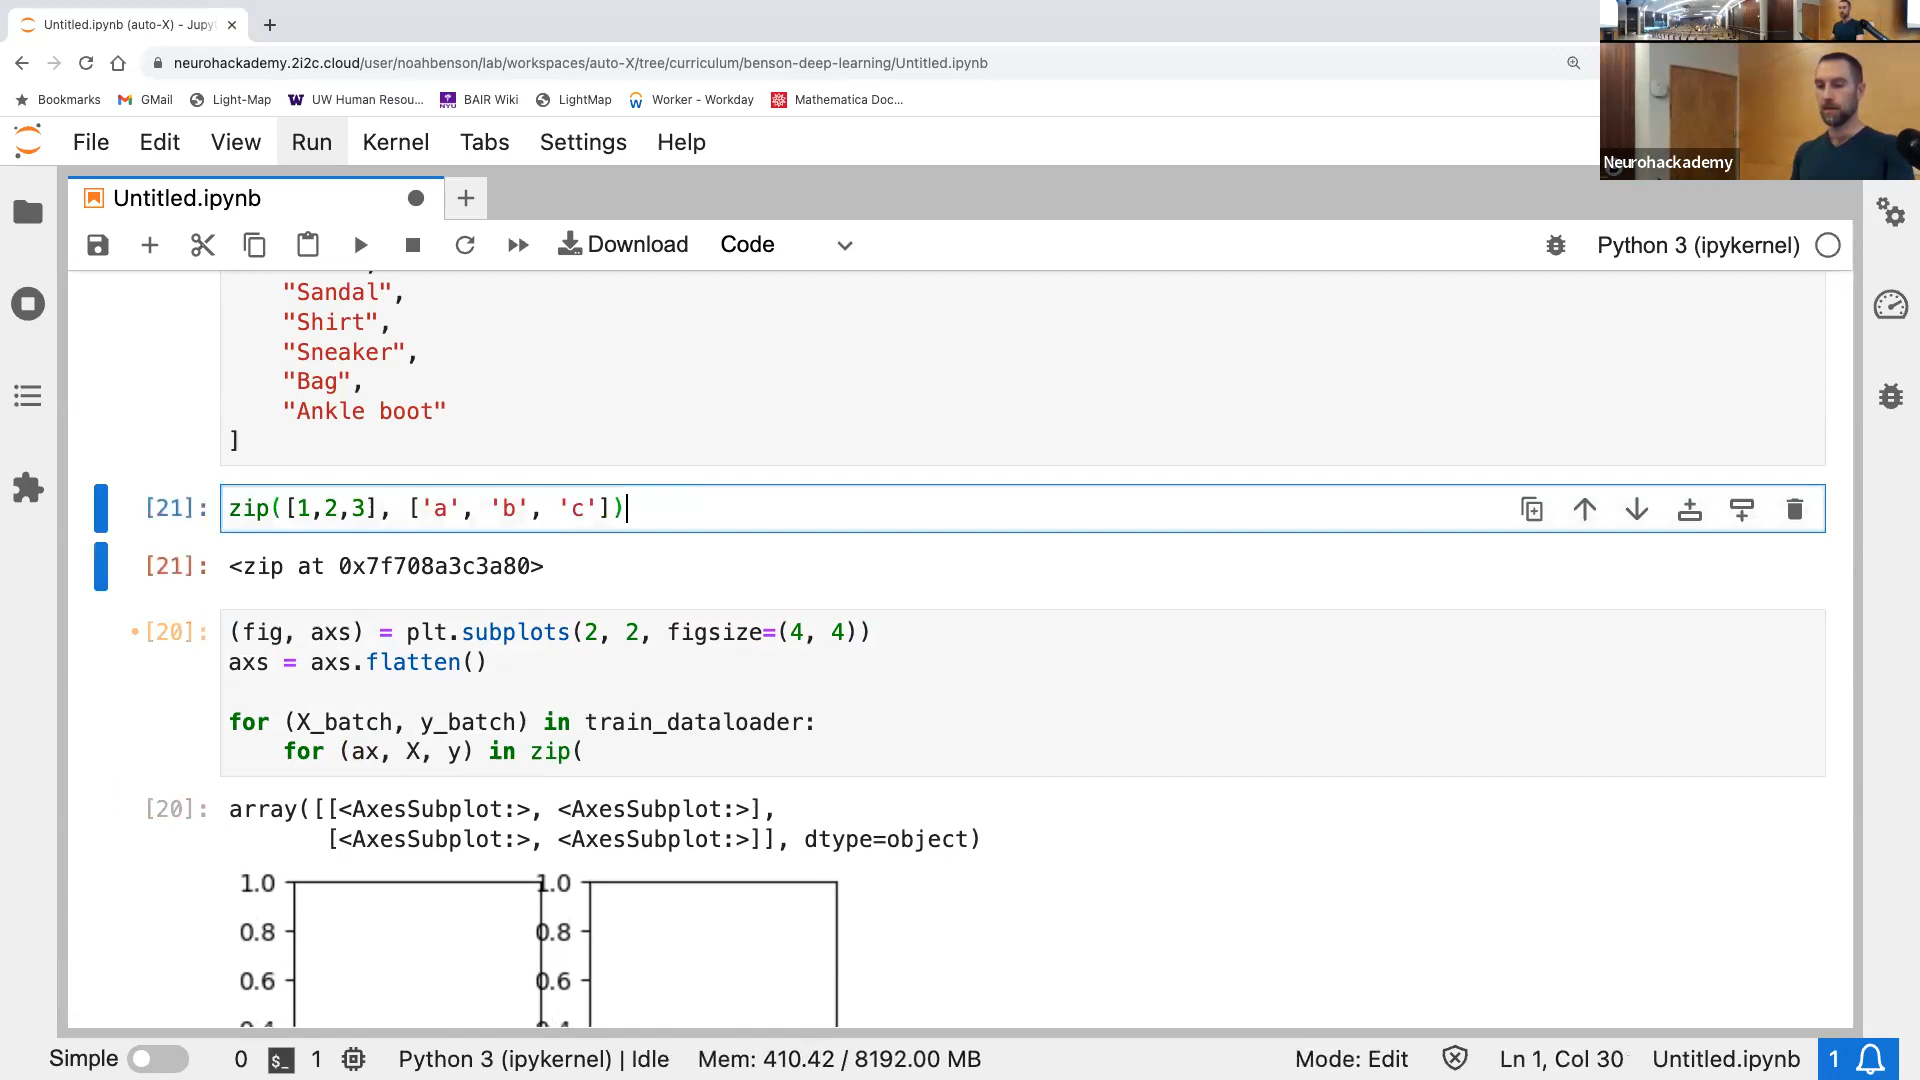 Untitled.ipynb (auto-X) - Jupy
neurohackademy.2i2c.cloud/user/noahbenson/lab/workspaces/auto-X/tree/curriculum/benson-deep-learning/Untitled.ipynb
Bookmarks GMail Light-Map UW Human Resou... BAIR Wiki LightMap Worker - Workday Mathematica Doc...
Neurohackademy
File Edit View Run Kernel Tabs Settings Help
Untitled.ipynb
Download Code Python 3 (ipykernel)
"Sandal",
"Shirt",
"Sneaker",
"Bag",
"Ankle boot"
]
[21]: zip([1,2,3], ['a', 'b', 'c'])
[21]: <zip at 0x7f708a3c3a80>
[20]: (fig, axs) = plt.subplots(2, 2, figsize=(4, 4))
axs = axs.flatten()
for (X_batch, y_batch) in train_dataloader:
for (ax, X, y) in zip(
[20]: array([[<AxesSubplot:>, <AxesSubplot:>],
[<AxesSubplot:>, <AxesSubplot:>]], dtype=object)
1.0 1.0
0.8 0.8
0.6 0.6
Simple 0 $_ 1 Python 3 (ipykernel) | Idle Mem: 410.42 / 8192.00 MB Mode: Edit Ln 1, Col 30 Untitled.ipynb 1